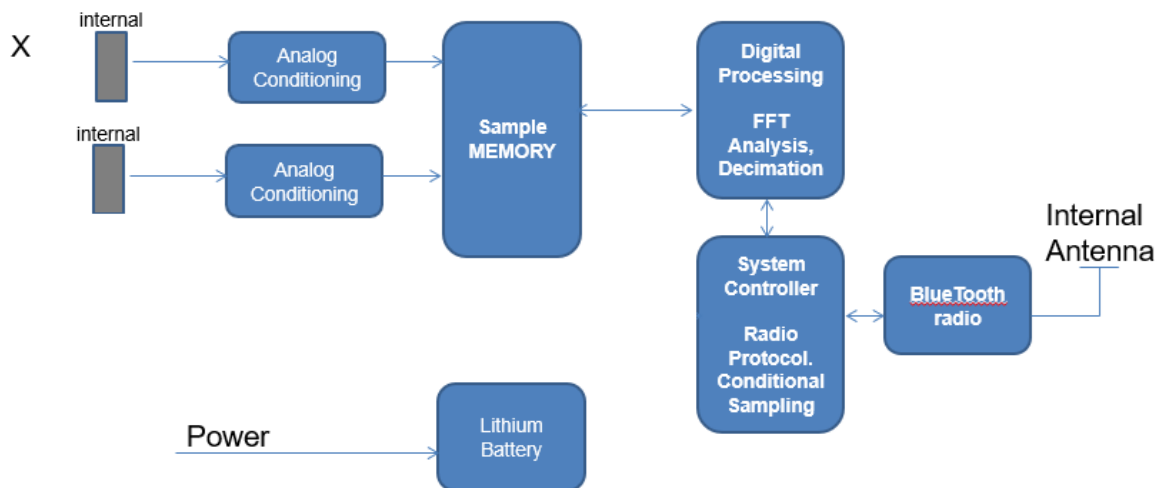 X
internal
Analog
Conditioning
internal
Analog
Conditioning
Sample
MEMORY
Digital
Processing
FFT
Analysis,
Decimation
System
Controller
Radio
Protocol.
Conditional
Sampling
BlueTooth
radio
Internal
Antenna
Power
Lithium
Battery